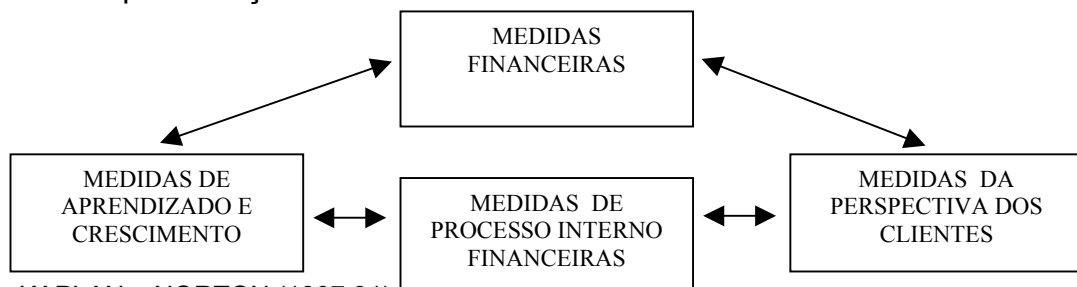 MEDIDAS
FINANCEIRAS
MEDIDAS DE
APRENDIZADO E
CRESCIMENTO
MEDIDAS DE
PROCESSO INTERNO
FINANCEIRAS
MEDIDAS DA
PERSPECTIVA DOS
CLIENTES